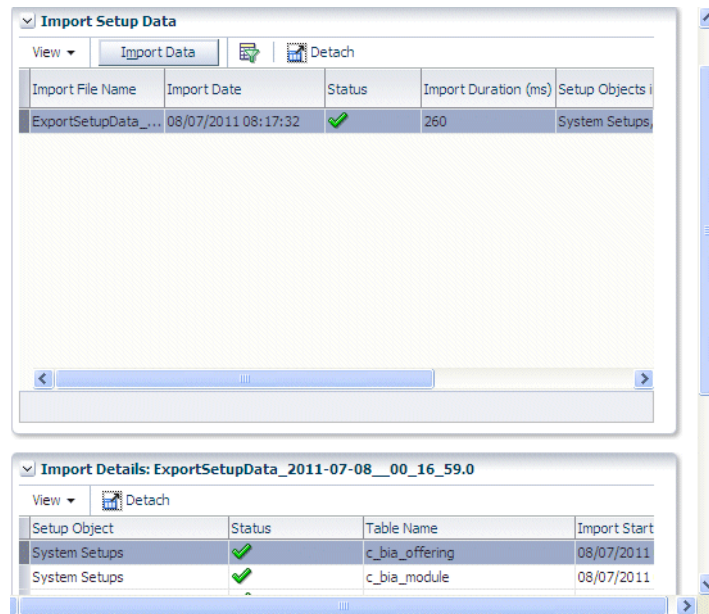 Import Setup Data
View Import Data Detach
Import File Name Import Date Status Import Duration (ms) Setup Objects i
ExportSetupData_... 08/07/2011 08:17:32 260 System Setups,
Import Details: ExportSetupData_2011-07-08__00_16_59.0
View Detach
Setup Object Status Table Name Import Start
System Setups c_bia_offering 08/07/2011
System Setups c_bia_module 08/07/2011